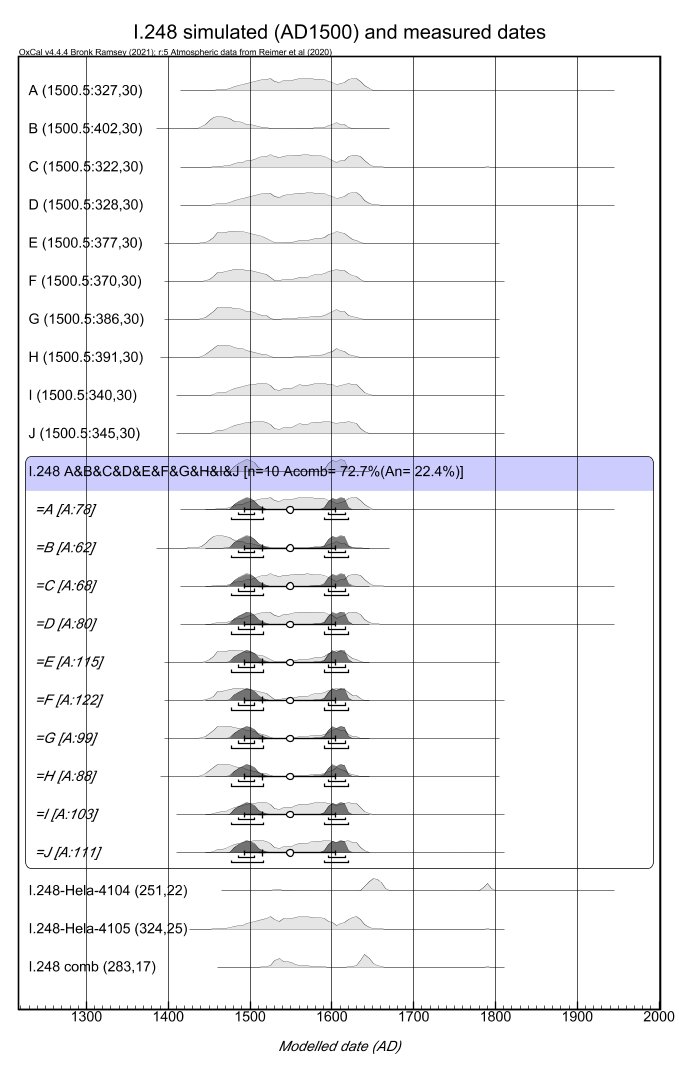 I.248 simulated (AD1500) and measured dates
OxCal v4.4.4 Bronk Ramsey (2021); r:5 Atmospheric data from Reimer et al (2020)
A (1500.5:327,30)
B (1500.5:402,30)
C (1500.5:322,30)
D (1500.5:328,30)
E (1500.5:377,30)
F (1500.5:370,30)
G (1500.5:386,30)
H (1500.5:391,30)
I (1500.5:340,30)
J (1500.5:345,30)
I.248 A&B&C&D&E&F&G&H&I&J [n=10 Acomb= 72.7%(An= 22.4%)]
=A [A:78]
=B [A:62]
=C [A:68]
=D [A:80]
=E [A:115]
=F [A:122]
=G [A:99]
=H [A:88]
=I [A:103]
=J [A:111]
I.248-Hela-4104 (251,22)
I.248-Hela-4105 (324,25)
I.248 comb (283,17)
1300 1400 1500 1600 1700 1800 1900 2000
Modelled date (AD)